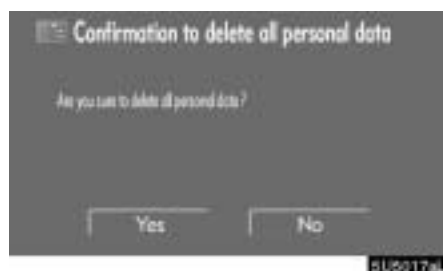 Confirmation to delete all personal data
Are you sure to delete all personal data?
Yes
No